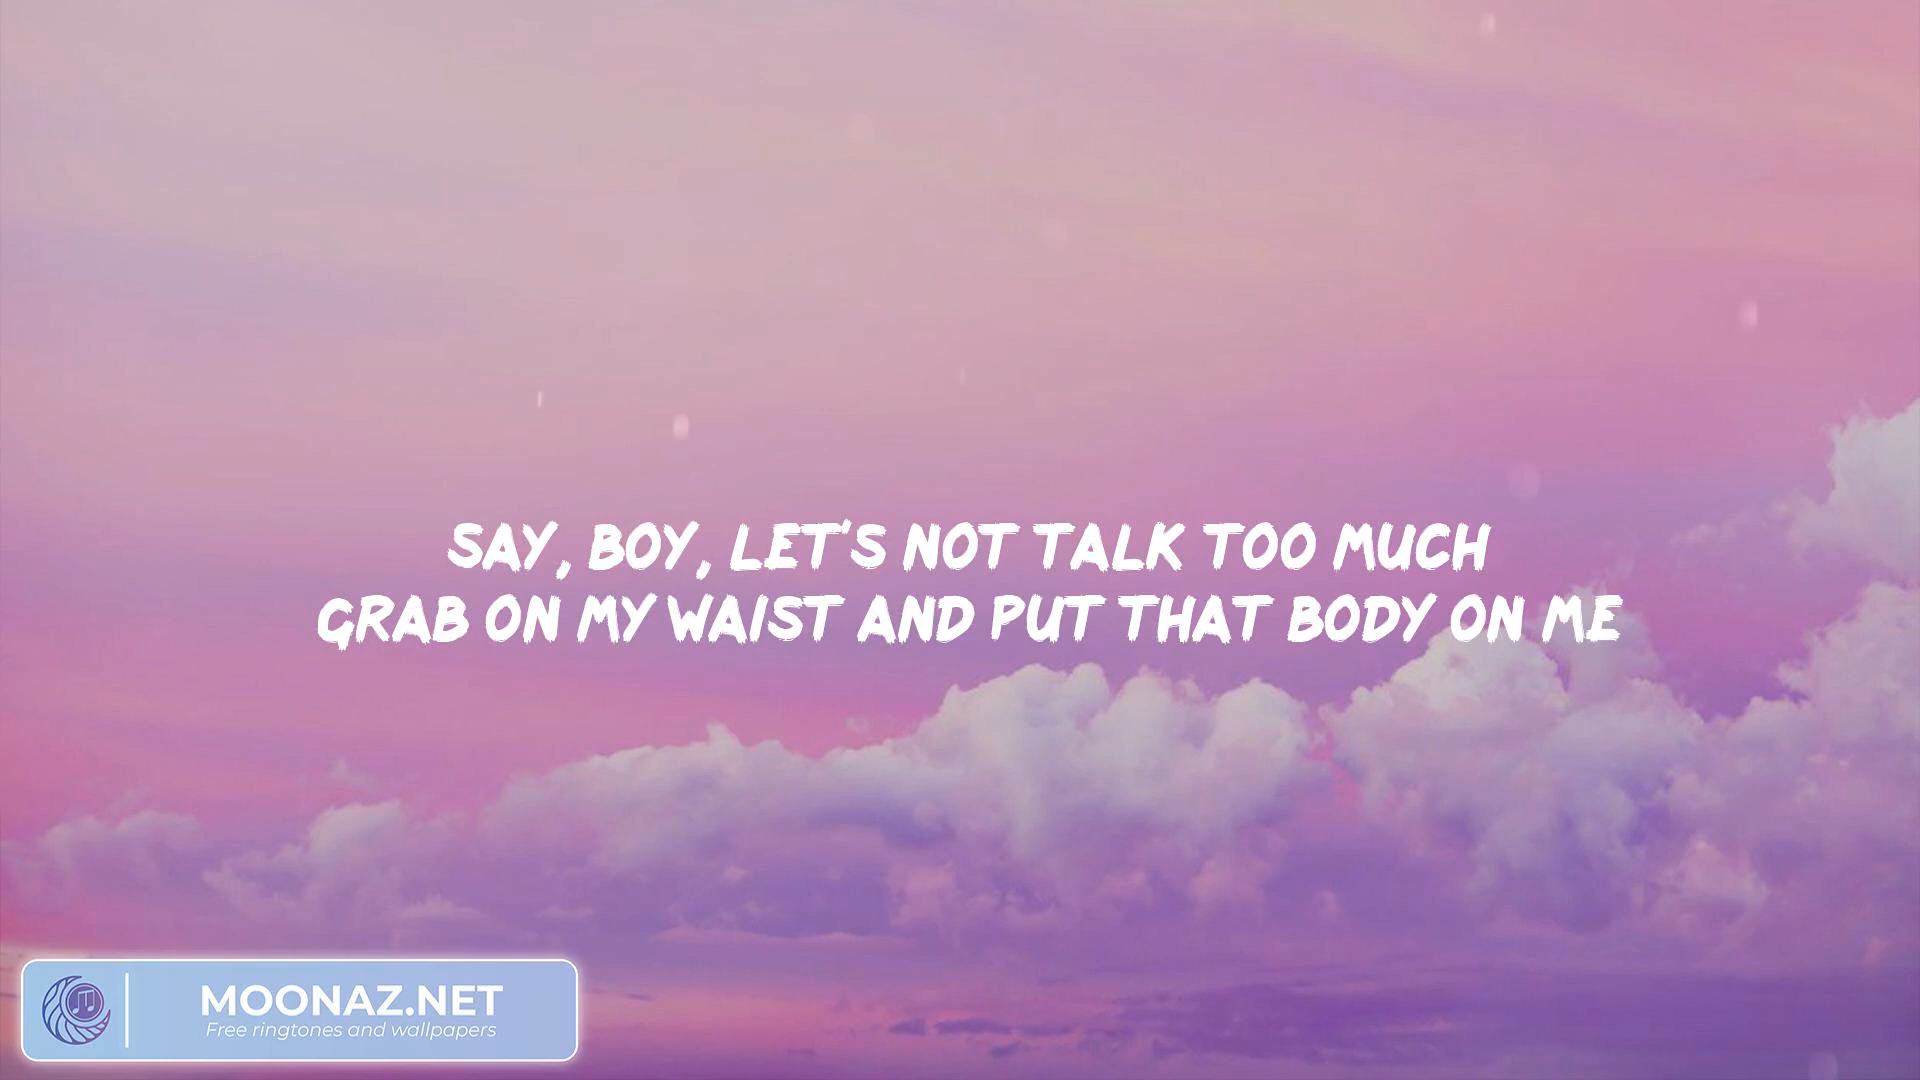 SAY, BOY, LET'S NOT TALK TOO MUCH
GRAB ON MY WAIST AND PUT THAT BODY ON ME
MOONAZ.NET
Free ringtones and wallpapers